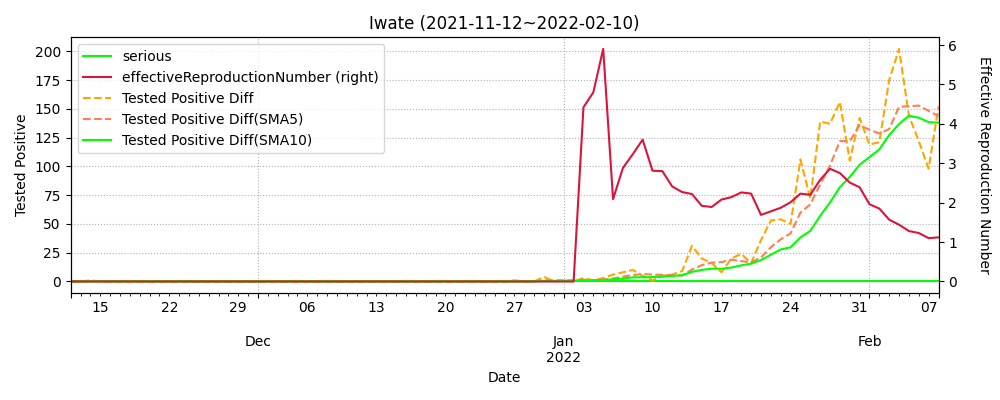 Iwate (2021-11-12~2022-02-10)
serious
effectiveReproductionNumber (right)
Tested Positive Diff
Tested Positive Diff(SMA5)
Tested Positive Diff(SMA10)
Tested Positive
200
175
150
125
100
75
50
25
0
6
5
4
3
2
1
0
Effective Reproduction Number
15 22 29 06 13 20 27 03 10 17 24 31 07
Dec Jan Feb
2022
Date